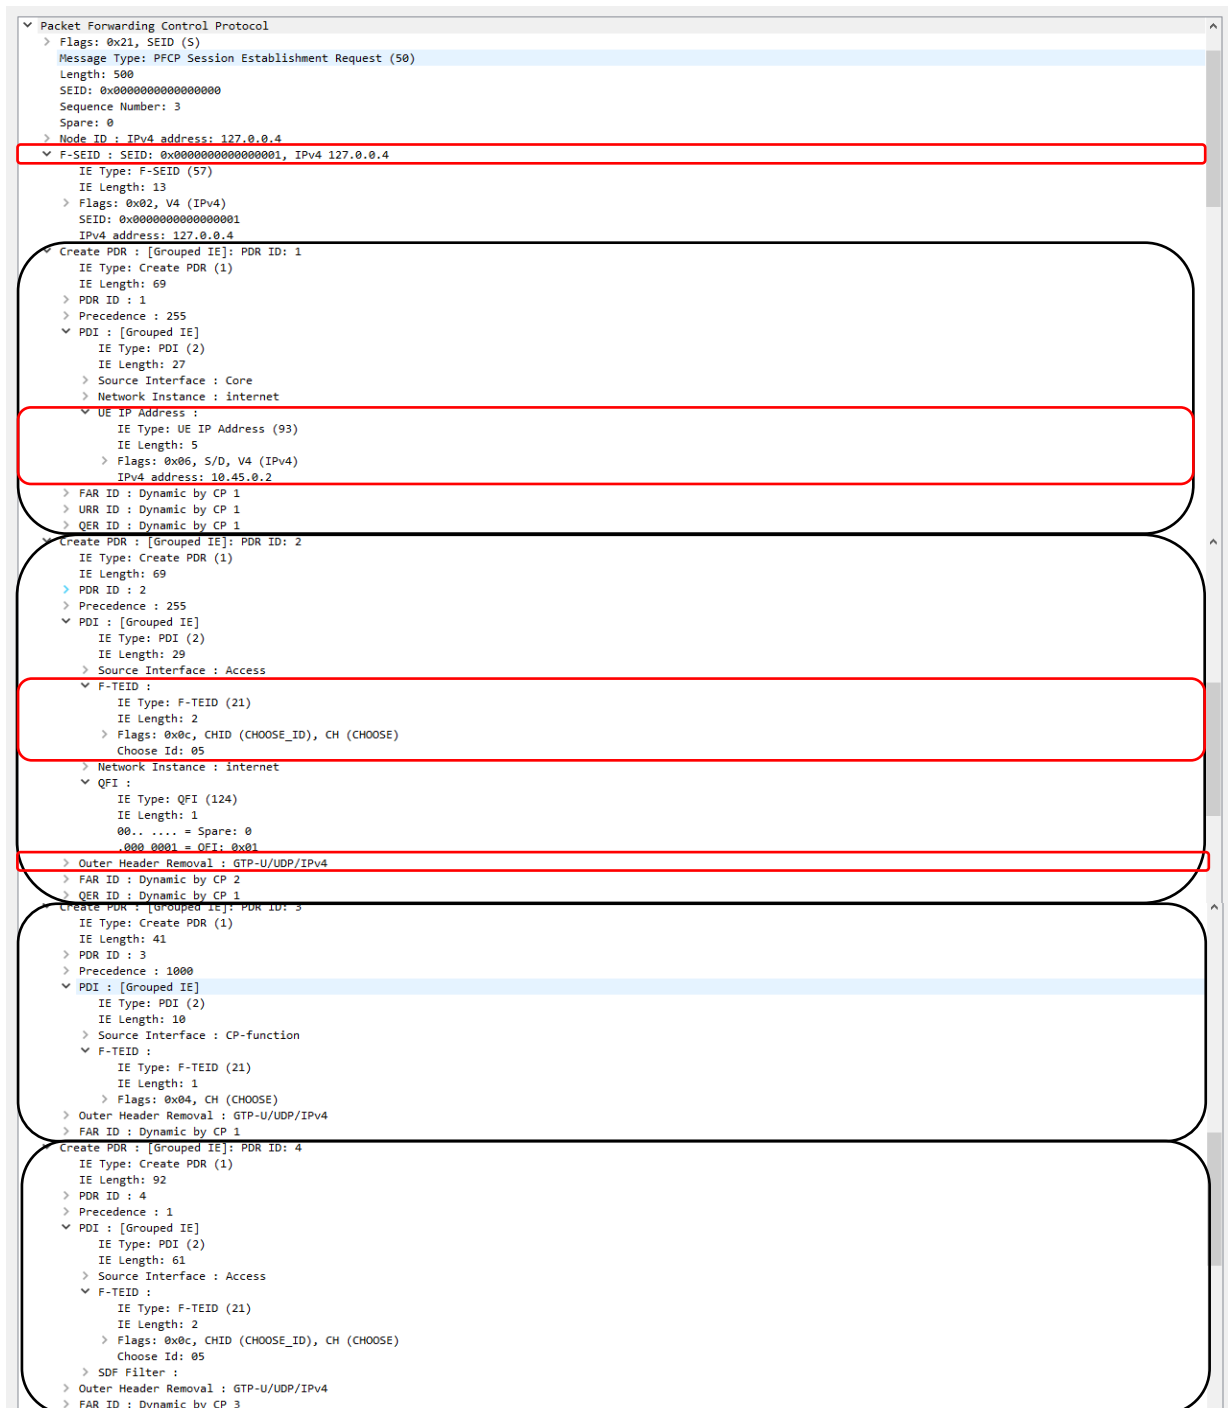 Packet Forwarding Control Protocol
Flags: 0x21, SEID (S)
Message Type: PFCP Session Establishment Request (50)
Length: 500
SEID: 0x0000000000000000
Sequence Number: 3
Spare: 0
Node ID : IPv4 address: 127.0.0.4
F-SEID : SEID: 0x0000000000000001, IPv4 127.0.0.4
IE Type: F-SEID (57)
IE Length: 13
Flags: 0x02, V4 (IPv4)
SEID: 0x0000000000000001
IPv4 address: 127.0.0.4
Create PDR : [Grouped IE]: PDR ID: 1
IE Type: Create PDR (1)
IE Length: 69
PDR ID : 1
Precedence : 255
PDI : [Grouped IE]
IE Type: PDI (2)
IE Length: 27
Source Interface : Core
Network Instance : internet
UE IP Address :
IE Type: UE IP Address (93)
IE Length: 5
Flags: 0x06, S/D, V4 (IPv4)
IPv4 address: 10.45.0.2
FAR ID : Dynamic by CP 1
URR ID : Dynamic by CP 1
QER ID : Dynamic by CP 1
Create PDR : [Grouped IE]: PDR ID: 2
IE Type: Create PDR (1)
IE Length: 69
PDR ID : 2
Precedence : 255
PDI : [Grouped IE]
IE Type: PDI (2)
IE Length: 29
Source Interface : Access
F-TEID :
IE Type: F-TEID (21)
IE Length: 2
Flags: 0x0c, CHID (CHOOSE_ID), CH (CHOOSE)
Choose Id: 05
Network Instance : internet
QFI :
IE Type: QFI (124)
IE Length: 1
00.. .... = Spare: 0
.000 0001 = QFI: 0x01
Outer Header Removal : GTP-U/UDP/IPv4
FAR ID : Dynamic by CP 2
QER ID : Dynamic by CP 1
Create PDR : [Grouped IE]: PDR ID: 3
IE Type: Create PDR (1)
IE Length: 41
PDR ID : 3
Precedence : 1000
PDI : [Grouped IE]
IE Type: PDI (2)
IE Length: 10
Source Interface : CP-function
F-TEID :
IE Type: F-TEID (21)
IE Length: 1
Flags: 0x04, CH (CHOOSE)
Outer Header Removal : GTP-U/UDP/IPv4
FAR ID : Dynamic by CP 1
Create PDR : [Grouped IE]: PDR ID: 4
IE Type: Create PDR (1)
IE Length: 92
PDR ID : 4
Precedence : 1
PDI : [Grouped IE]
IE Type: PDI (2)
IE Length: 61
Source Interface : Access
F-TEID :
IE Type: F-TEID (21)
IE Length: 2
Flags: 0x0c, CHID (CHOOSE_ID), CH (CHOOSE)
Choose Id: 05
SDF Filter :
Outer Header Removal : GTP-U/UDP/IPv4
FAR ID : Dynamic by CP 3